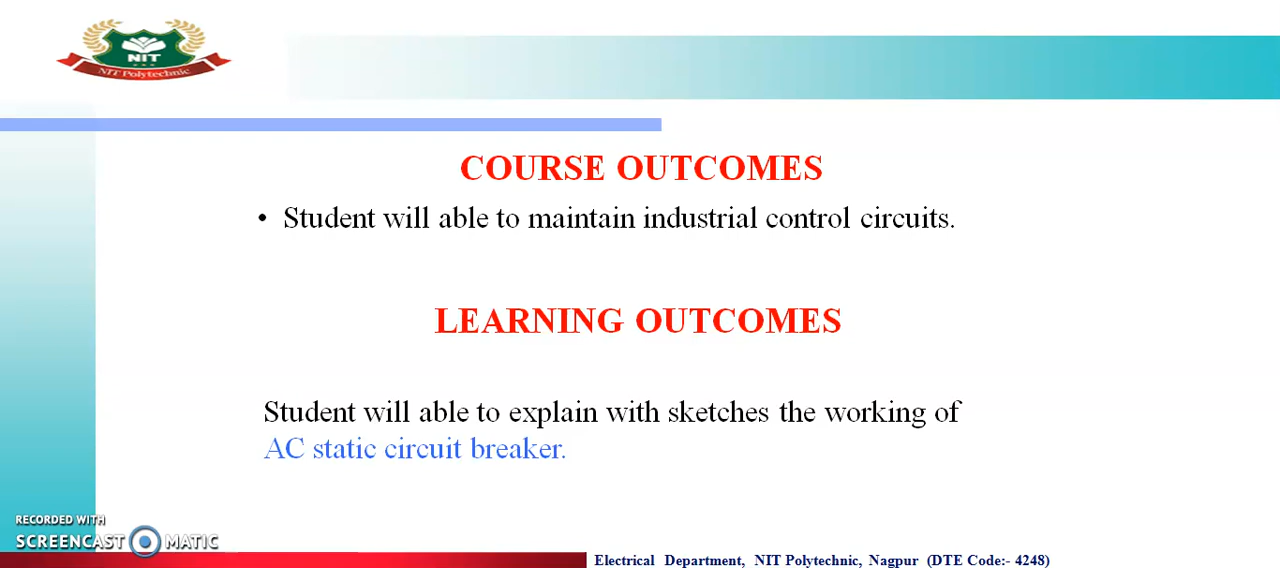 NIT
NIT Polytechnic
COURSE OUTCOMES
• Student will able to maintain industrial control circuits.
LEARNING OUTCOMES
Student will able to explain with sketches the working of
AC static circuit breaker.
RECORDED WITH
SCREENCAST MATIC
Electrical Department, NIT Polytechnic, Nagpur (DTE Code:- 4248)